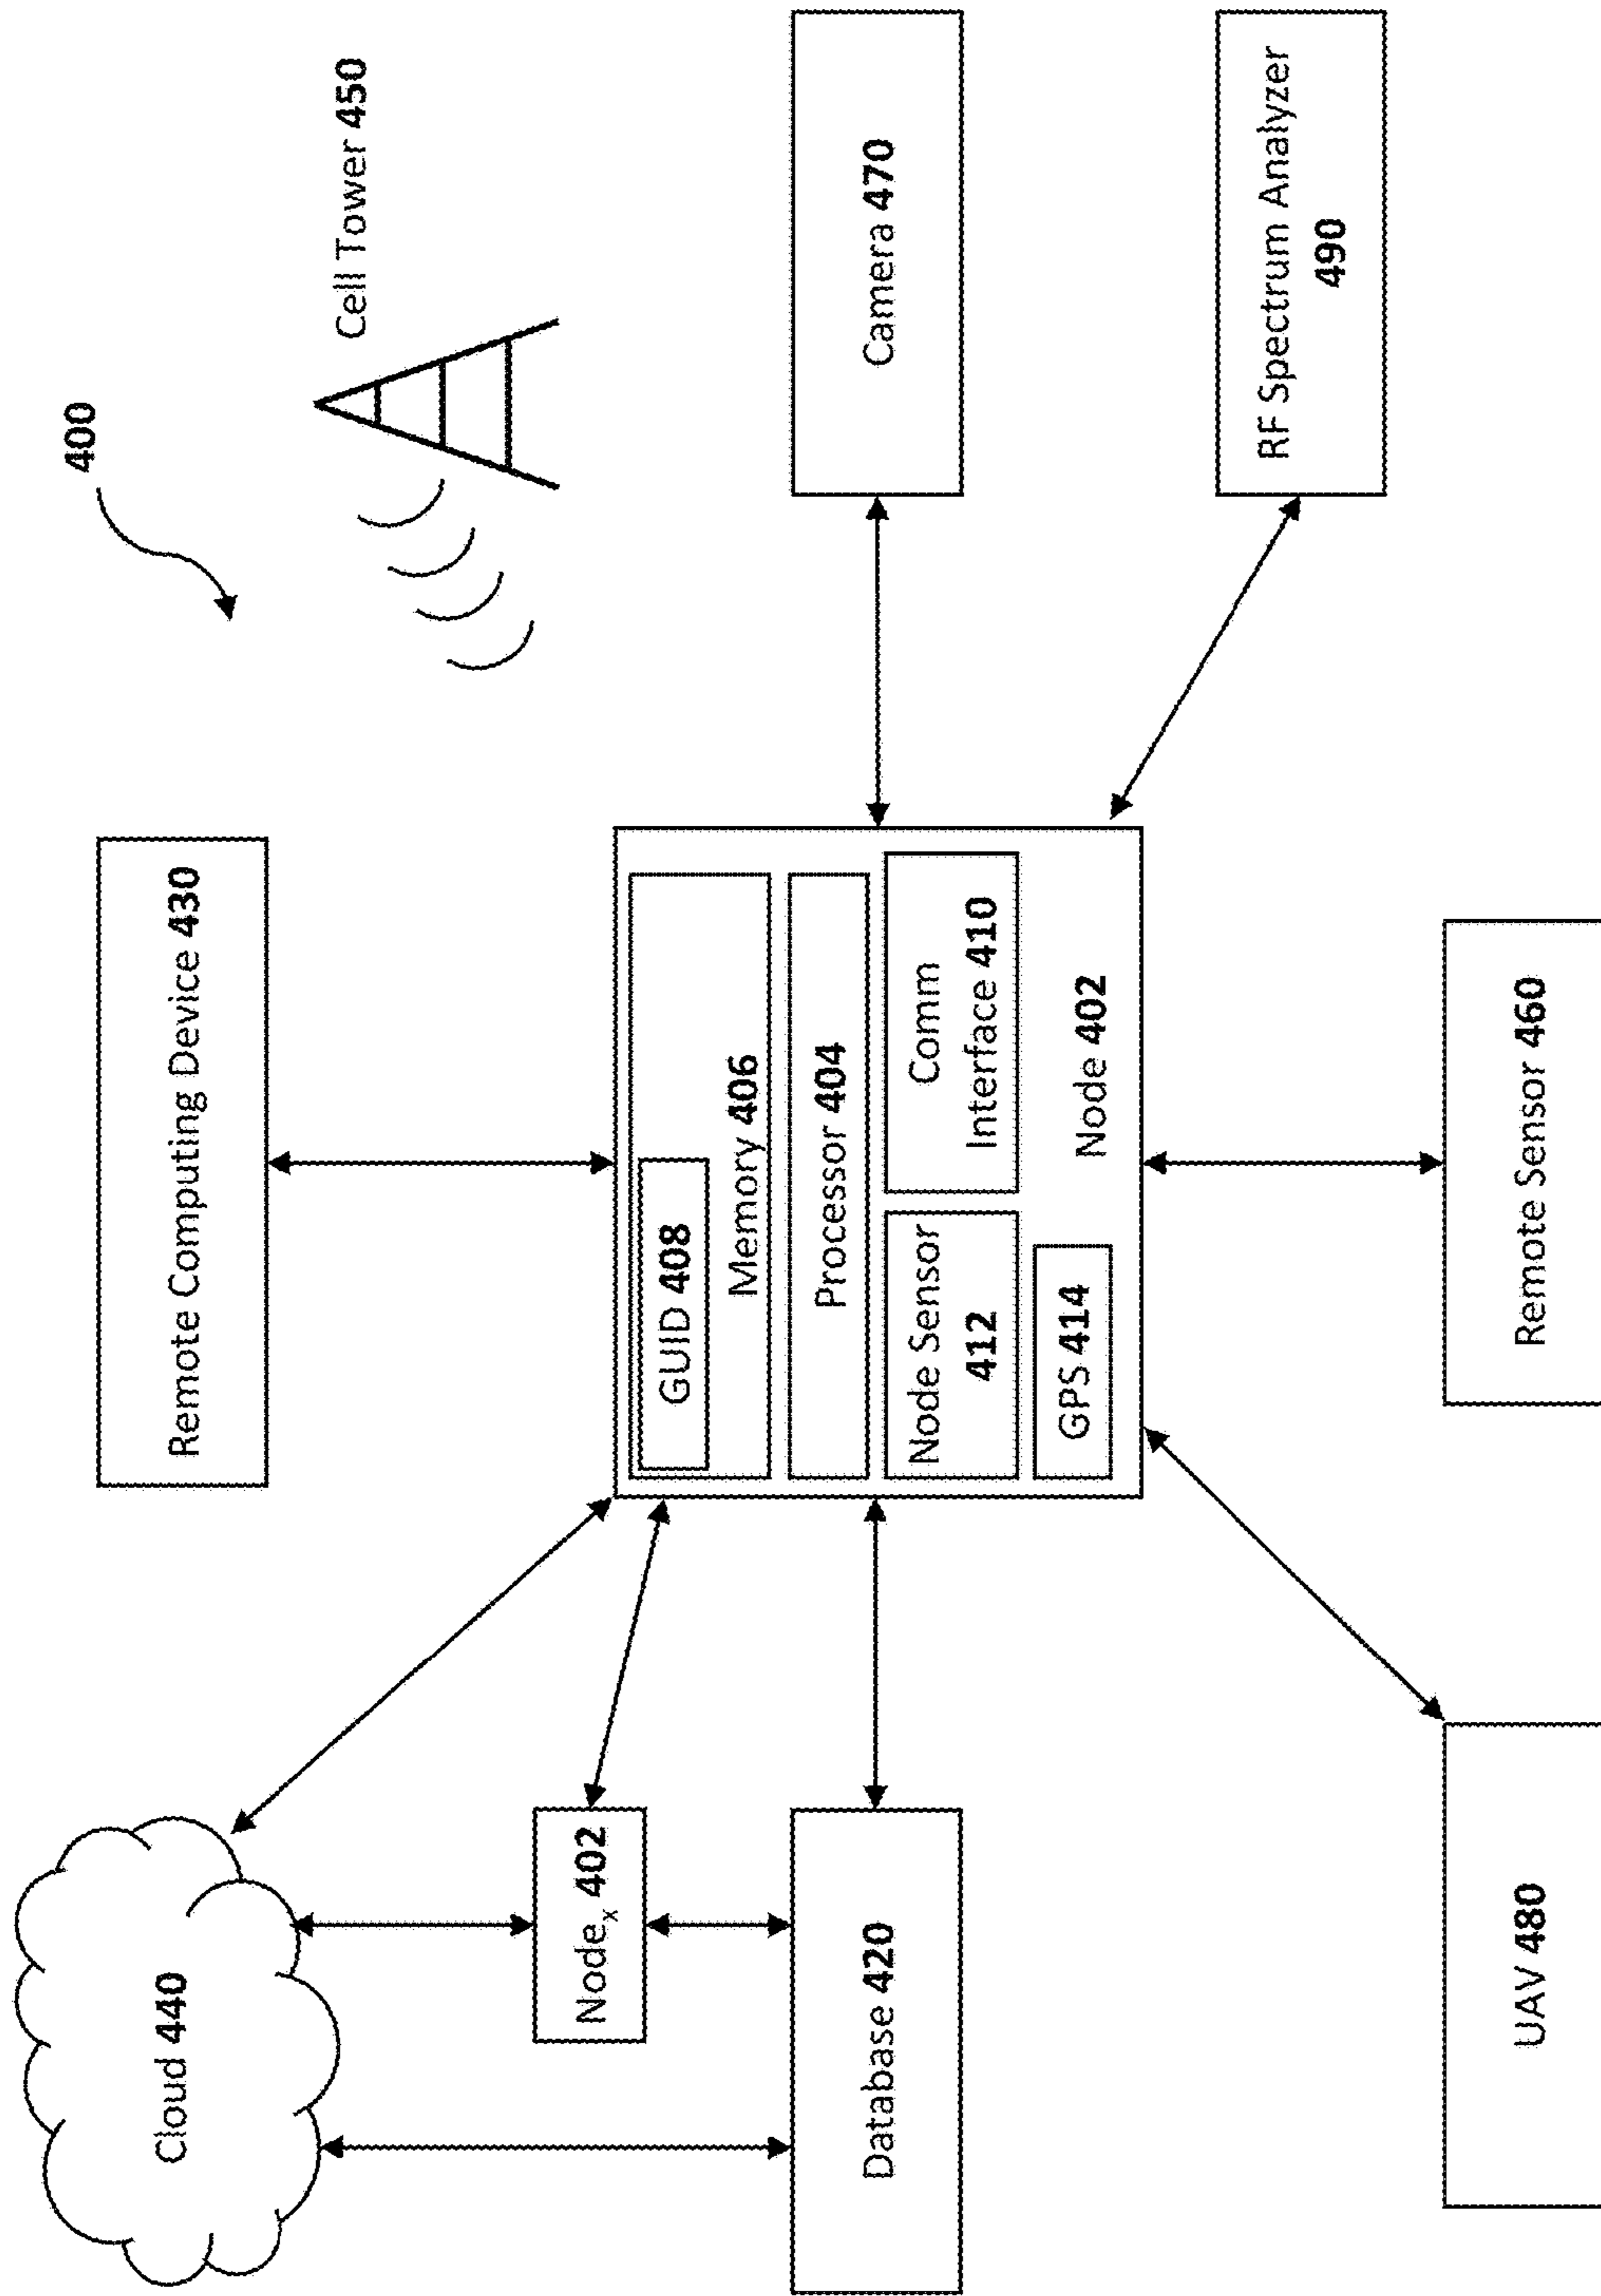 400
Cloud 440
Remote Computing Device 430
Cell Tower 450
Node_x 402
Database 420
GUID 408
Memory 406
Processor 404
Node Sensor
412
Comm
Interface 410
GPS 414
Node 402
Camera 470
UAV 480
Remote Sensor 460
RF Spectrum Analyzer
490